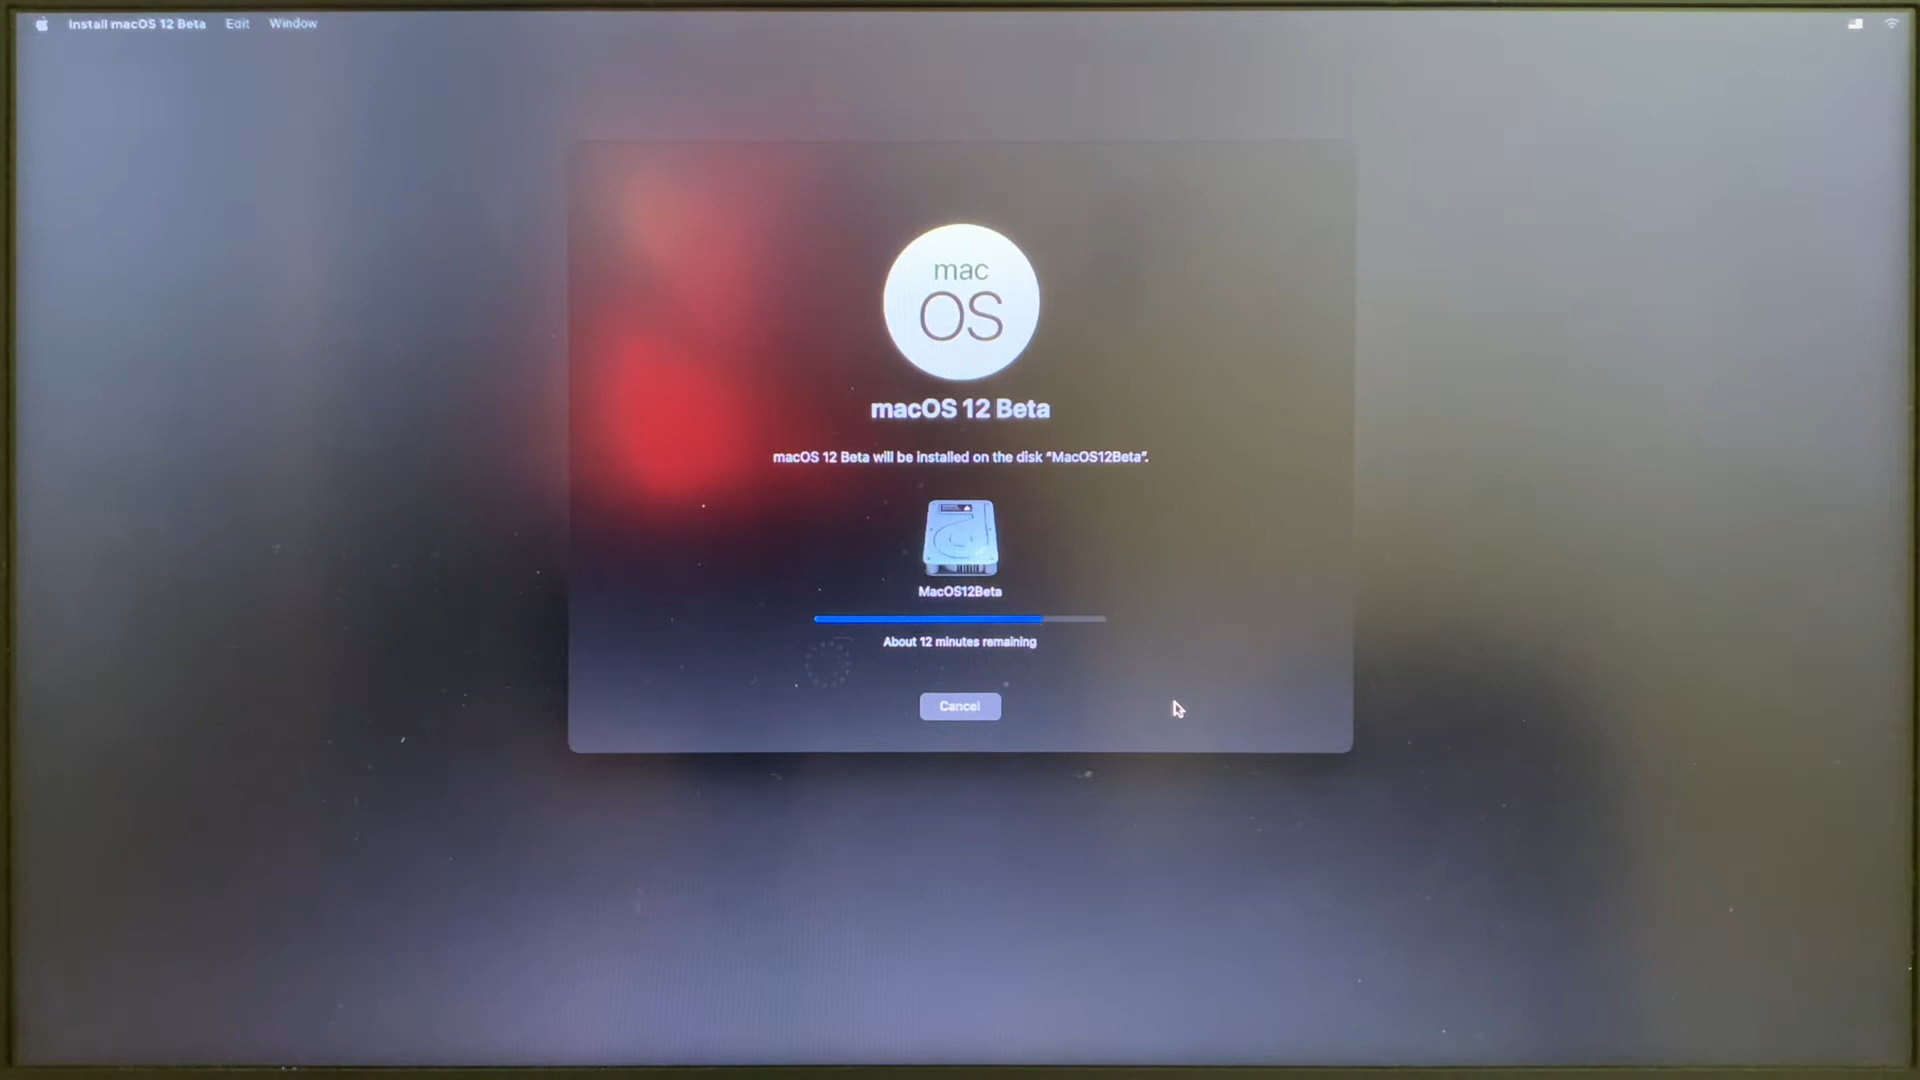 Install macOS 12 Beta Edit Window
mac
OS
macOS 12 Beta
macOS 12 Beta will be installed on the disk “MacOS12Beta”.
MacOS12Beta
About 12 minutes remaining
Cancel